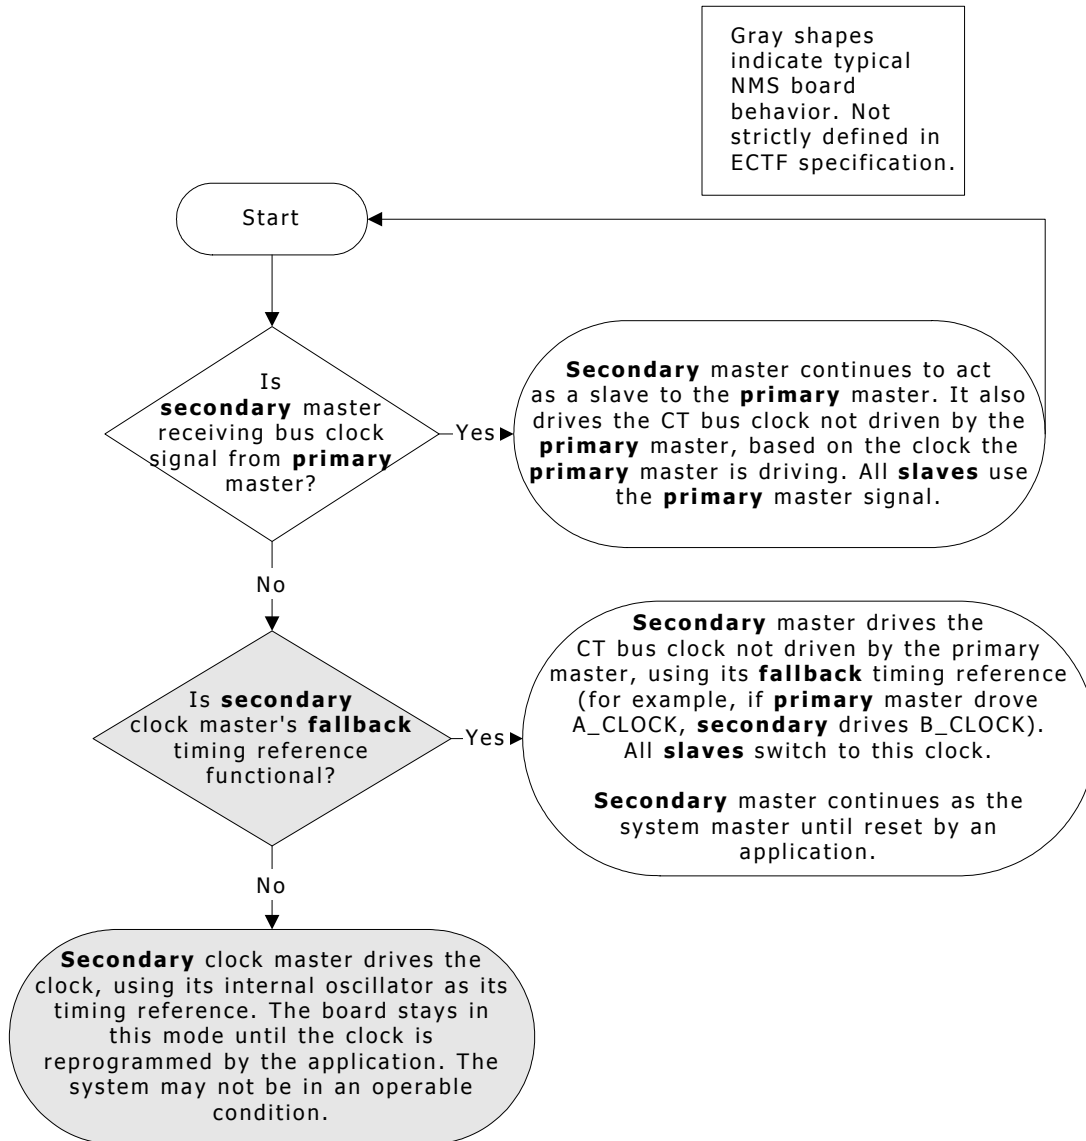 Gray shapes
indicate typical
NMS board
behavior. Not
strictly defined in
ECTF specification.
Start
Is
secondary master
receiving bus clock
signal from primary
master?
Yes
Secondary master continues to act
as a slave to the primary master. It also
drives the CT bus clock not driven by the
primary master, based on the clock the
primary master is driving. All slaves use
the primary master signal.
No
Is secondary
clock master's fallback
timing reference
functional?
Yes
Secondary master drives the
CT bus clock not driven by the primary
master, using its fallback timing reference
(for example, if primary master drove
A_CLOCK, secondary drives B_CLOCK).
All slaves switch to this clock.
Secondary master continues as the
system master until reset by an
application.
No
Secondary clock master drives the
clock, using its internal oscillator as its
timing reference. The board stays in
this mode until the clock is
reprogrammed by the application. The
system may not be in an operable
condition.